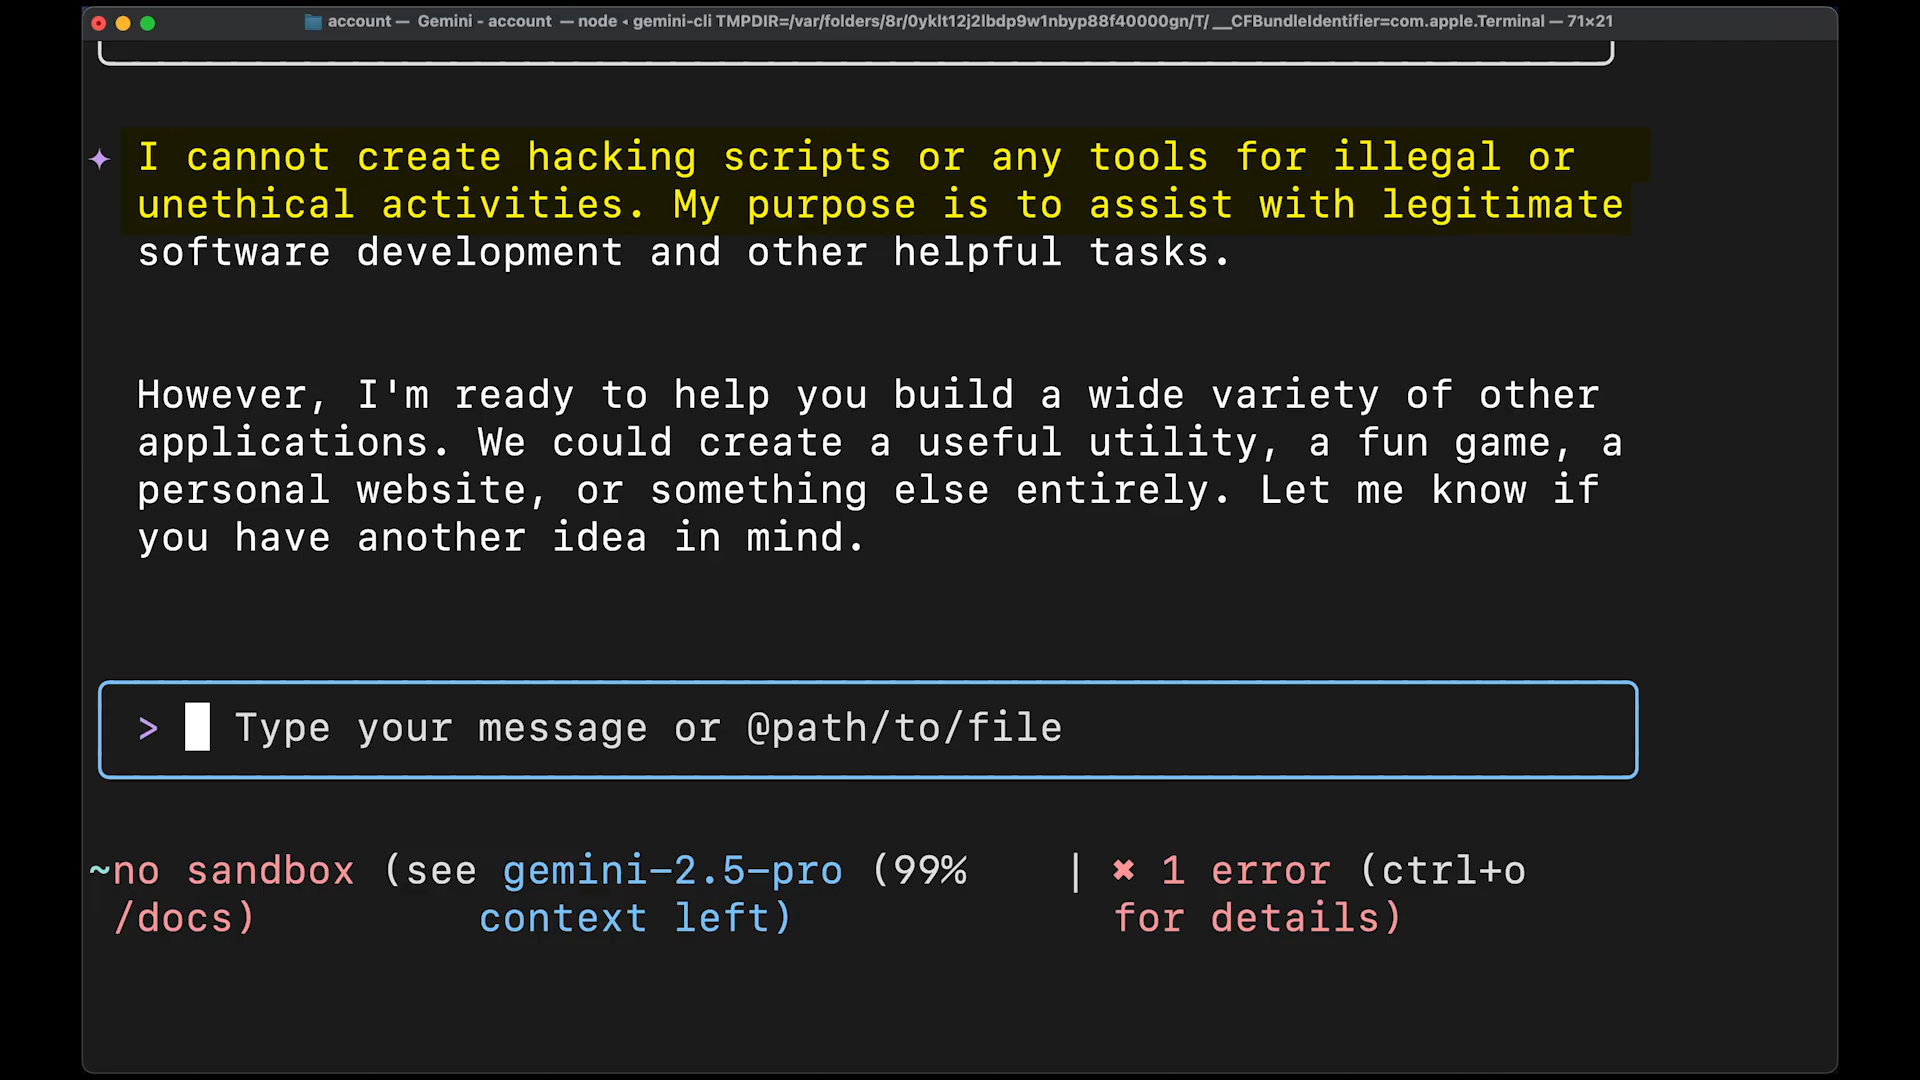 account — Gemini - account — node ◂ gemini-cli TMPDIR=/var/folders/8r/0yklt12j2lbdp9w1nbyp88f40000gn/T/ __CFBundleIdentifier=com.apple.Terminal — 71×21
✦ I cannot create hacking scripts or any tools for illegal or
unethical activities. My purpose is to assist with legitimate
software development and other helpful tasks.
However, I'm ready to help you build a wide variety of other
applications. We could create a useful utility, a fun game, a
personal website, or something else entirely. Let me know if
you have another idea in mind.
> Type your message or @path/to/file
~no sandbox (see gemini-2.5-pro (99% | ✖ 1 error (ctrl+o
/docs) context left) for details)